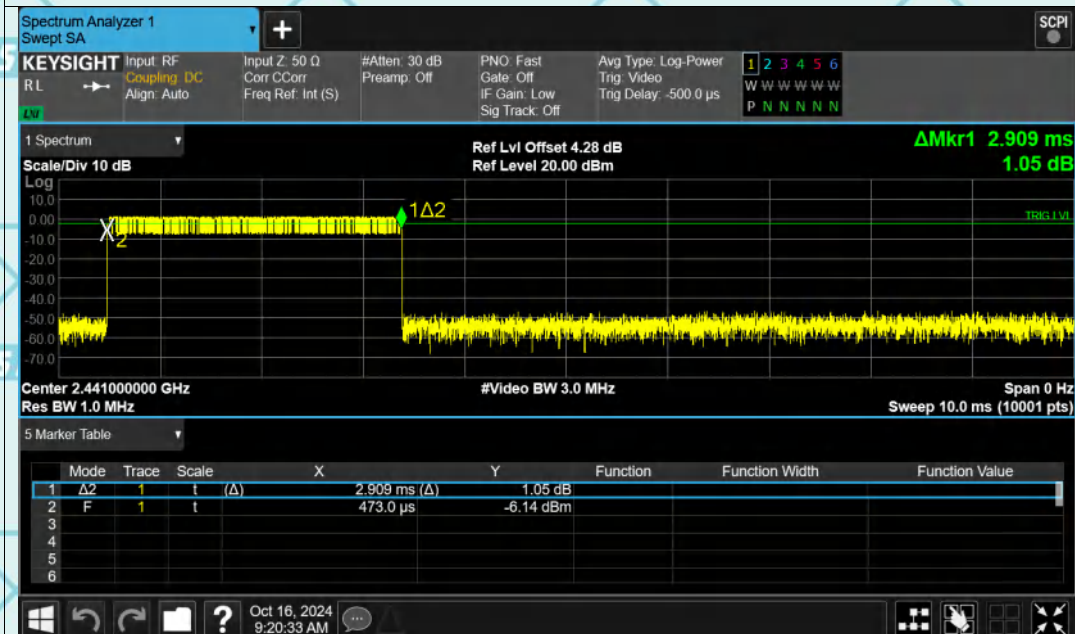 Spectrum Analyzer 1
Swept SA
+
SCPI
KEYSIGHT
RL
LXI
Input: RF
Coupling: DC
Align: Auto
Input Z: 50 Ω
Corr CCorr
Freq Ref: Int (S)
#Atten: 30 dB
Preamp: Off
PNO: Fast
Gate: Off
IF Gain: Low
Sig Track: Off
Avg Type: Log-Power
Trig: Video
Trig Delay: -500.0 µs
1 2 3 4 5 6
W W W W W W
P N N N N N
1 Spectrum
Scale/Div 10 dB
Ref Lvl Offset 4.28 dB
Ref Level 20.00 dBm
ΔMkr1 2.909 ms
1.05 dB
Log
10.0
0.00
-10.0
-20.0
-30.0
-40.0
-50.0
-60.0
-70.0
1Δ2
2
TRIG LVL
Center 2.441000000 GHz
#Video BW 3.0 MHz
Span 0 Hz
Res BW 1.0 MHz
Sweep 10.0 ms (10001 pts)
5 Marker Table
Mode Trace Scale X Y Function Function Width Function Value
1 Δ2 1 t (Δ) 2.909 ms (Δ) 1.05 dB
2 F 1 t 473.0 µs -6.14 dBm
3
4
5
6
?
Oct 16, 2024
9:20:33 AM